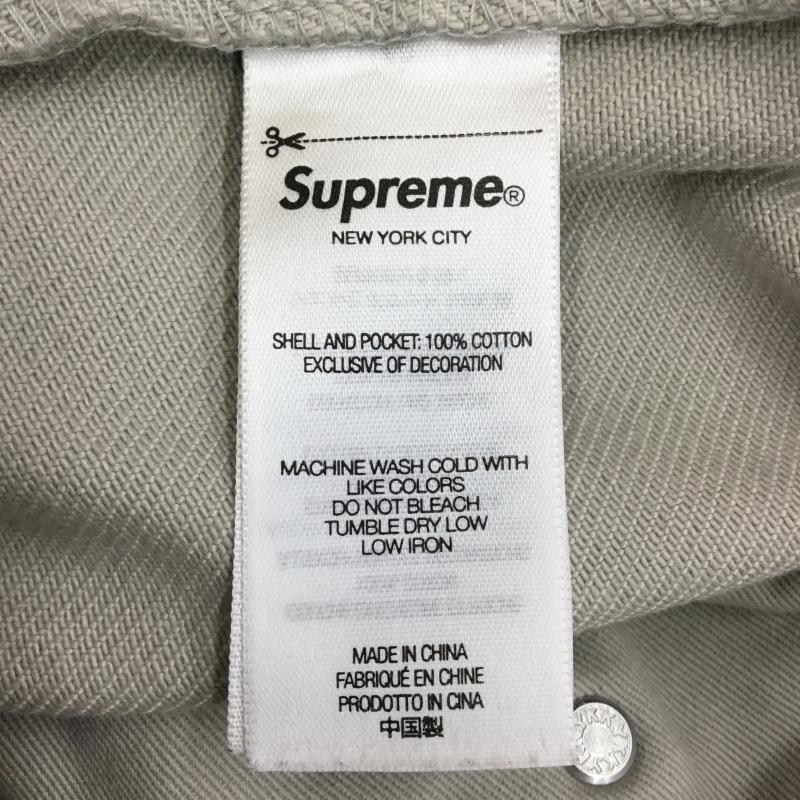 Supreme®
NEW YORK CITY
SHELL AND POCKET: 100% COTTON
EXCLUSIVE OF DECORATION
MACHINE WASH COLD WITH
LIKE COLORS
DO NOT BLEACH
TUMBLE DRY LOW
LOW IRON
MADE IN CHINA
FABRIQUÉ EN CHINE
PRODOTTO IN CINA
中国製
YKK